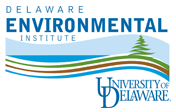 DELAWARE
ENVIRONMENTAL
INSTITUTE
UNIVERSITY OF
DELAWARE